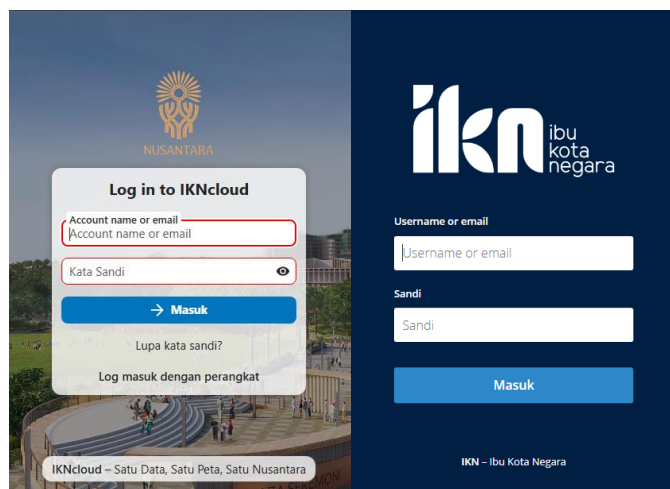 NUSANTARA
Log in to IKNcloud
Account name or email
Account name or email
Kata Sandi
→ Masuk
Lupa kata sandi?
Log masuk dengan perangkat
IKNcloud – Satu Data, Satu Peta, Satu Nusantara
ikn ibu
kota
negara
Username or email
Username or email
Sandi
Sandi
Masuk
IKN – Ibu Kota Negara